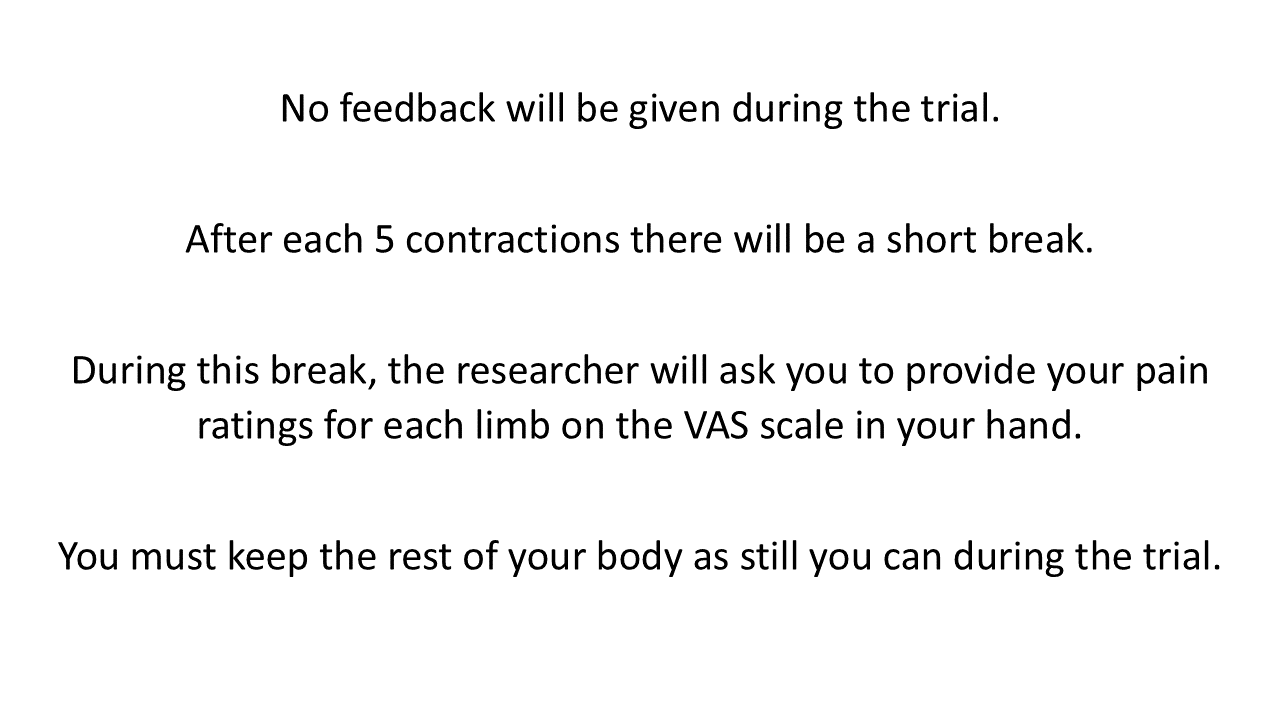 No feedback will be given during the trial.
After each 5 contractions there will be a short break.
During this break, the researcher will ask you to provide your pain
ratings for each limb on the VAS scale in your hand.
You must keep the rest of your body as still you can during the trial.